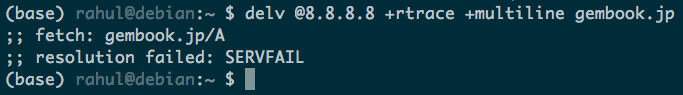 (base) rahul@debian:~ $ delv @8.8.8.8 +rtrace +multiline gembook.jp
;; fetch: gembook.jp/A
;; resolution failed: SERVFAIL
(base) rahul@debian:~ $